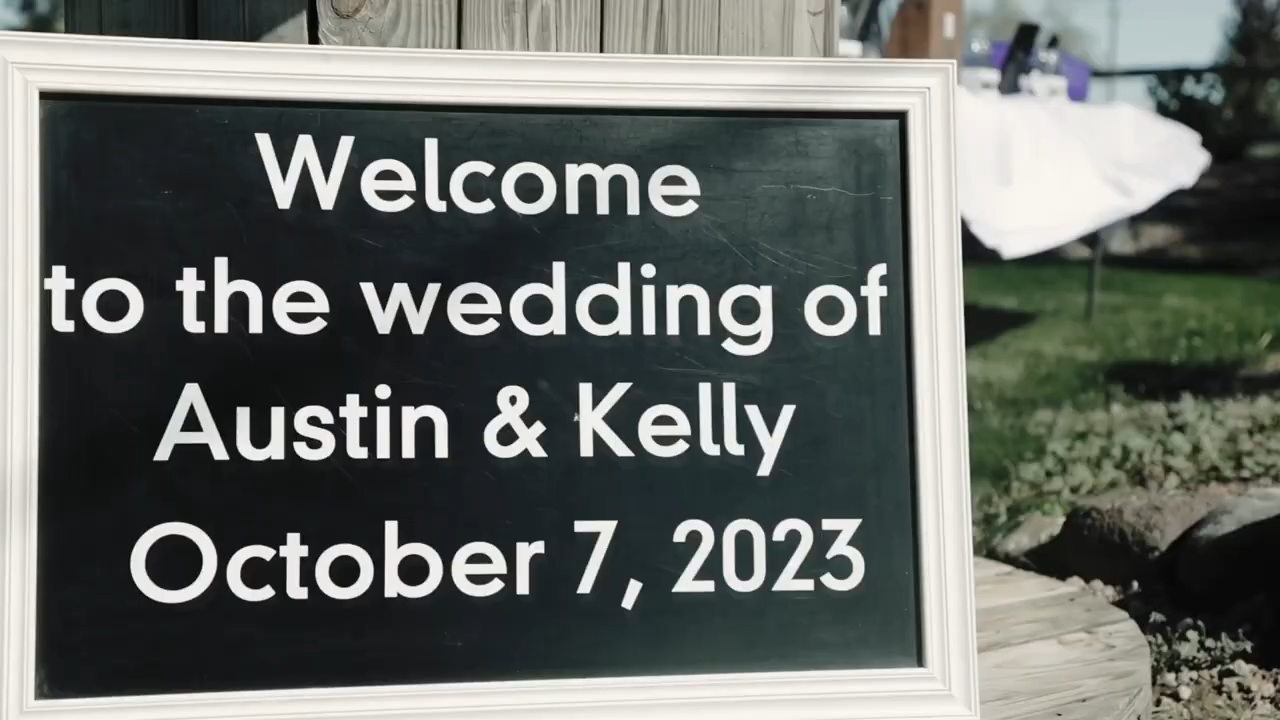 Welcome
to the wedding of
Austin & Kelly
October 7, 2023